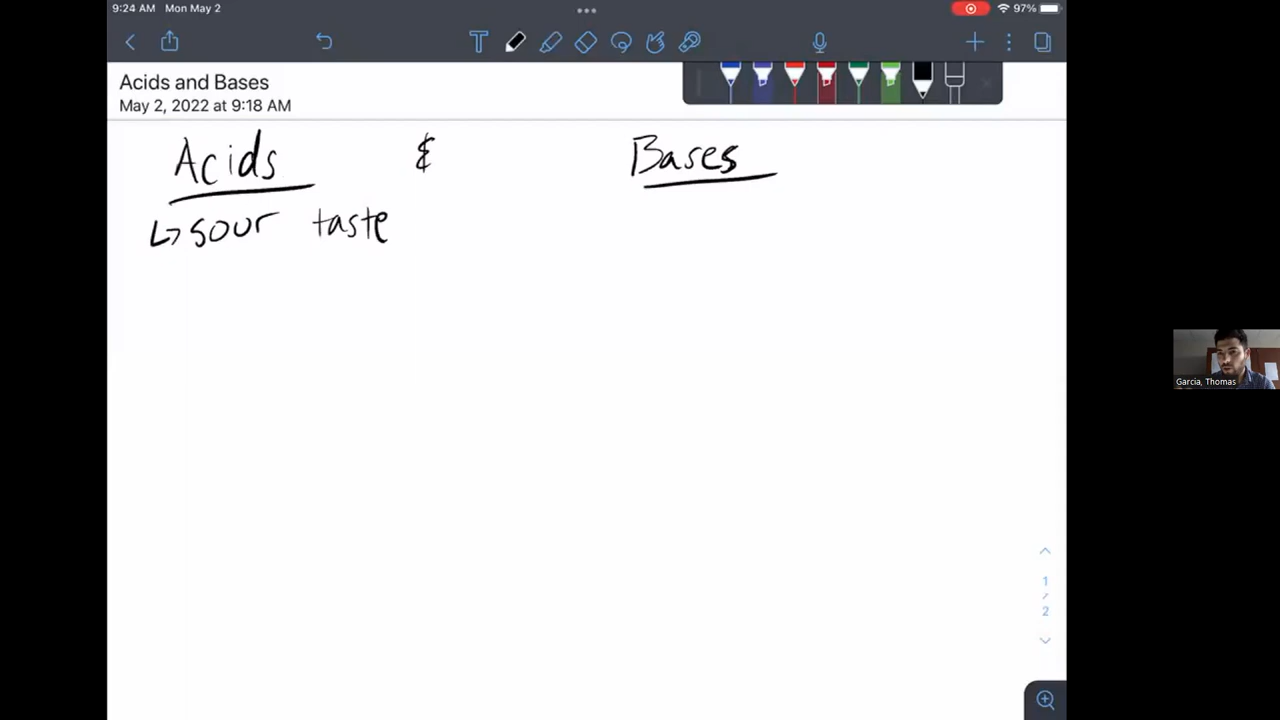 9:24 AM Mon May 2
97%
T
Acids and Bases
May 2, 2022 at 9:18 AM
Acids & Bases
↳ sour taste
Garcia, Thomas
1
/
2